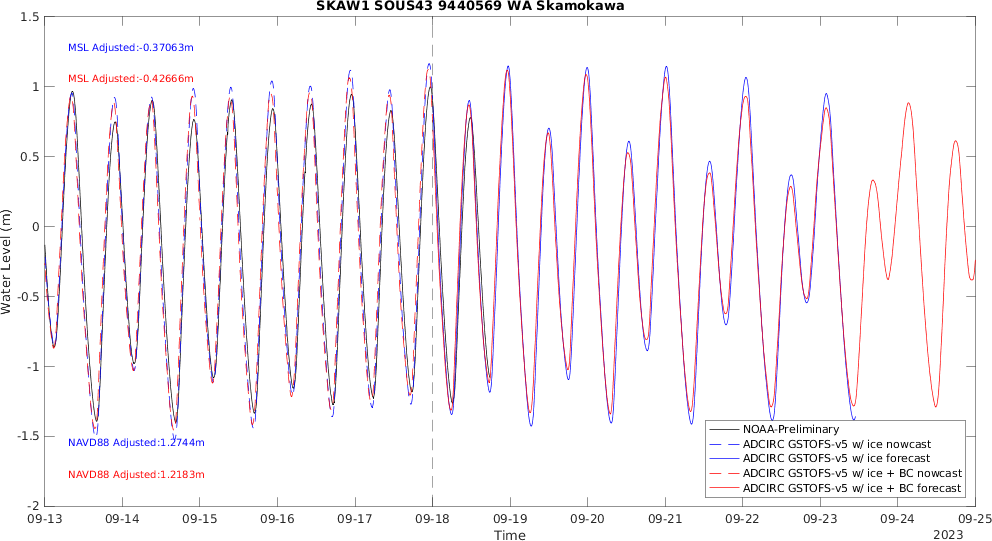 SKAW1 SOUS43 9440569 WA Skamokawa
1.5
1
0.5
0
-0.5
-1
-1.5
-2
Water Level (m)
MSL Adjusted:-0.37063m
MSL Adjusted:-0.42666m
NAVD88 Adjusted:1.2744m
NAVD88 Adjusted:1.2183m
NOAA-Preliminary
ADCIRC GSTOFS-v5 w/ ice nowcast
ADCIRC GSTOFS-v5 w/ ice forecast
ADCIRC GSTOFS-v5 w/ ice + BC nowcast
ADCIRC GSTOFS-v5 w/ ice + BC forecast
09-13 09-14 09-15 09-16 09-17 09-18 09-19 09-20 09-21 09-22 09-23 09-24 09-25
Time
2023